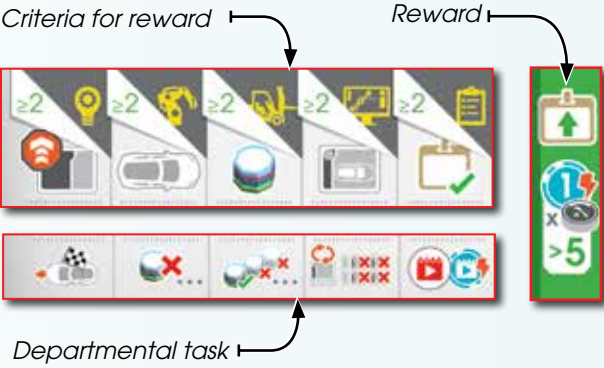 Criteria for reward
Reward
≥2 ≥2 ≥2 ≥2 ≥2
1
x
>5
Departmental task